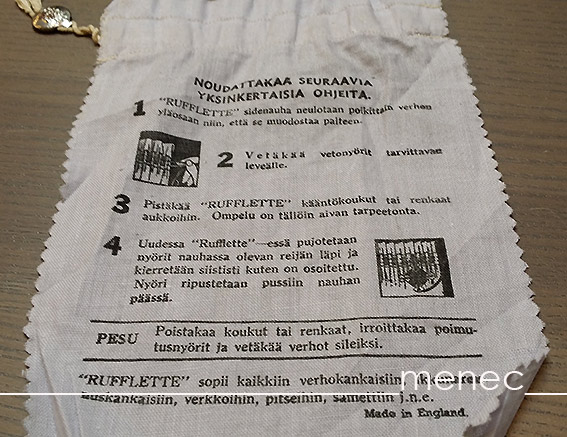 NOUDATTAKAA SEURAAVIA
YKSINKERTAISIA OHJEITA.
1 "RUFFLETTE" sidenauha neulotaan poikittain verhon
yläosaan niin, että se muodostaa palteen.
2 Vetäkää vetonyörit tarvittavan
leveälle.
3 Pistäkää "RUFFLETTE" kääntökoukut tai renkaat
aukkoihin. Ompelu on tällöin aivan tarpeetonta.
4 Uudessa "Rufflette"—essä pujotetaan
nyörit nauhassa olevan reijän läpi ja
kierretään siististi kuten on osoitettu.
Nyöri ripustetaan pussiin nauhan
päässä.
PESU Poistakaa koukut tai renkaat, irroittakaa poimu-
tusnyörit ja vetäkää verhot sileiksi.
"RUFFLETTE" sopii kaikkiin verhokankaisiin,
menec
verkkoihin, pitseihin, samettiin j.n.e.
Made in England.